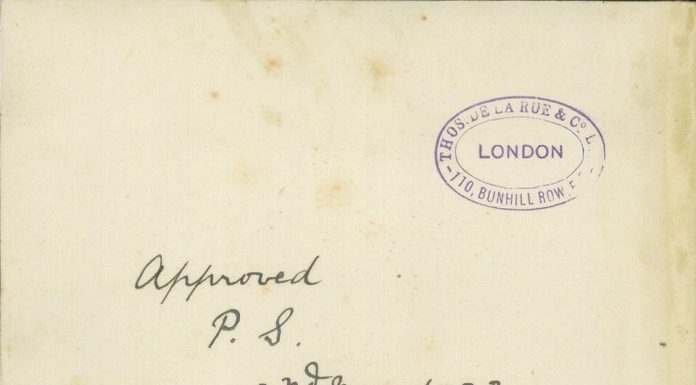 THOS. DE LA RUE & Co L
LONDON
110, BUNHILL ROW,
Approved
P. S.